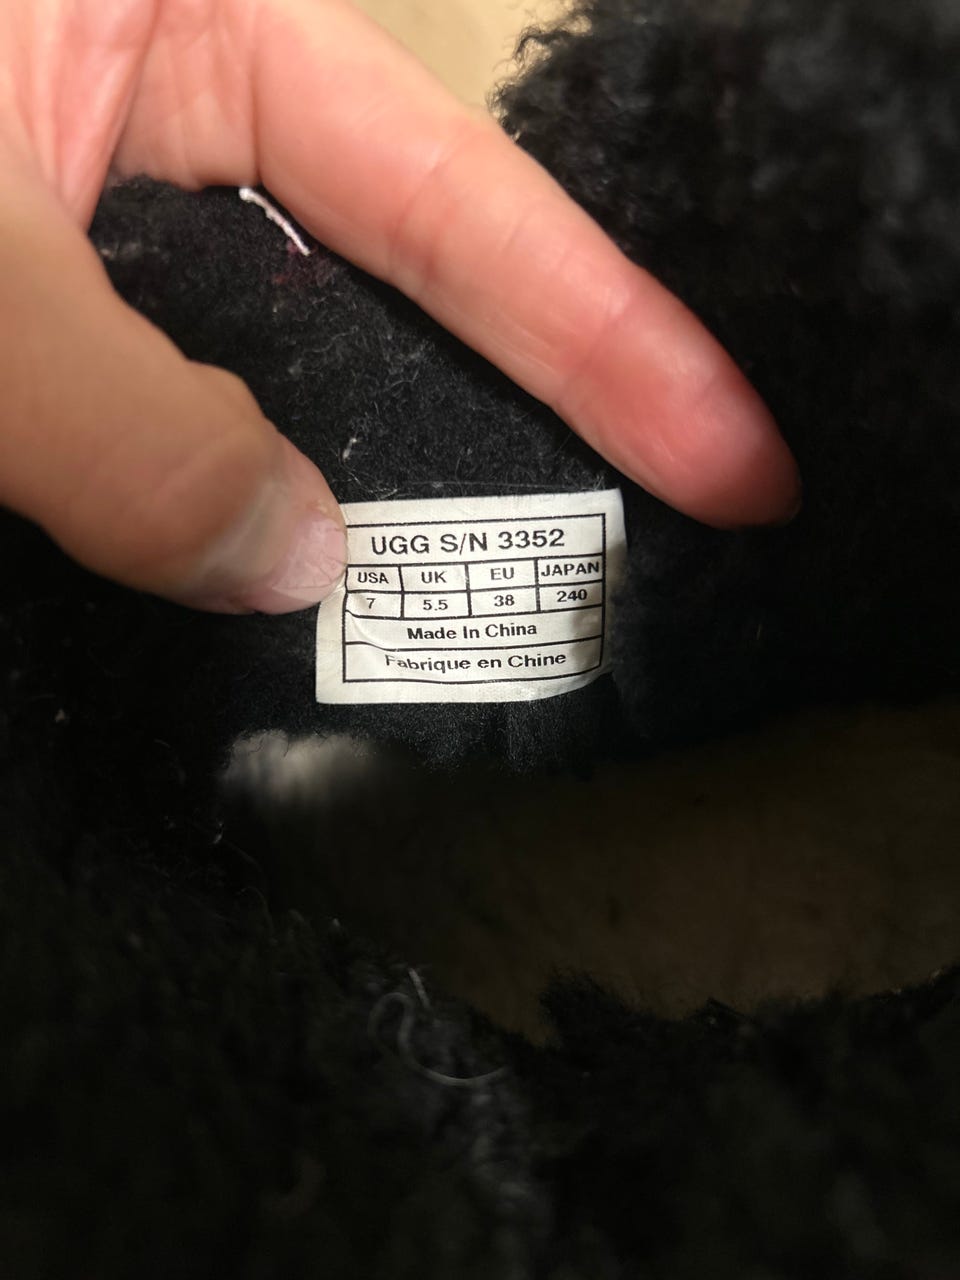 UGG S/N 3352
USA UK EU JAPAN
7 5.5 38 240
Made In China
Fabrique en Chine